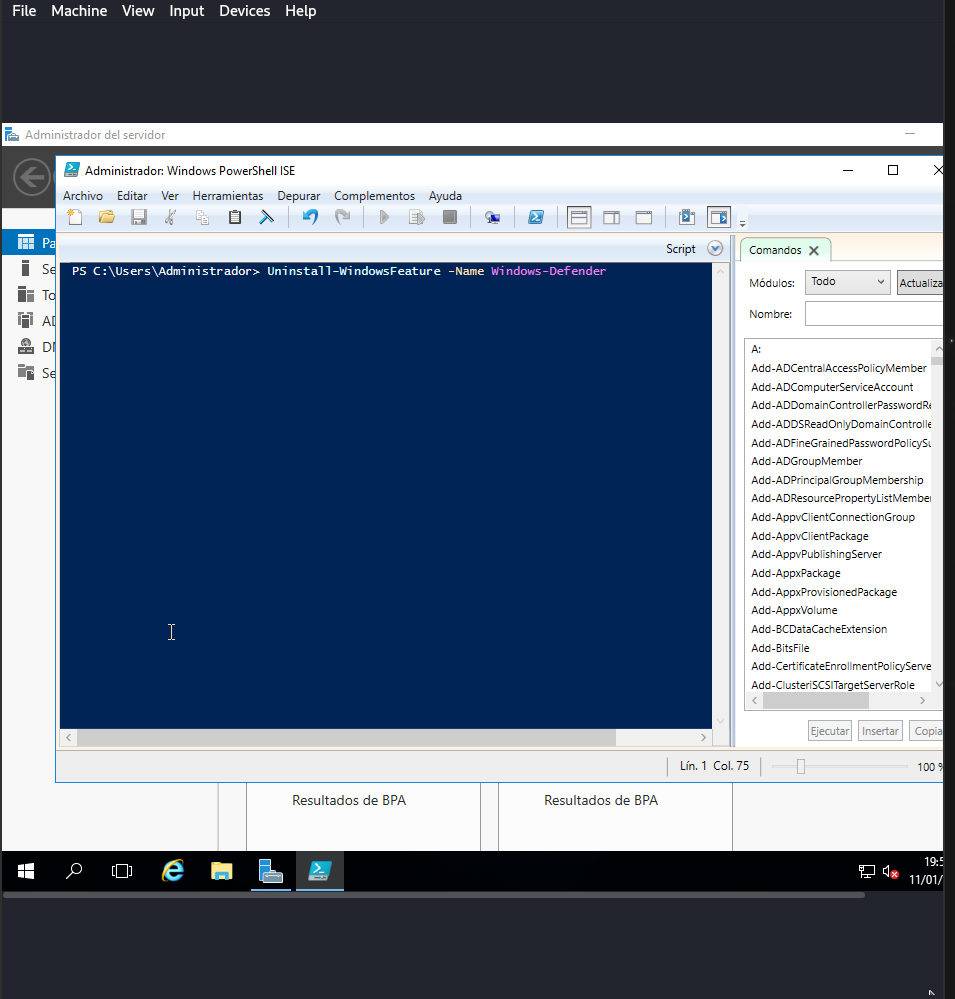 File Machine View Input Devices Help
Administrador del servidor
Administrador: Windows PowerShell ISE
Archivo Editar Ver Herramientas Depurar Complementos Ayuda
Script
PS C:\Users\Administrador> Uninstall-WindowsFeature -Name Windows-Defender
Comandos
Módulos: Todo Actualiza
Nombre:
A:
Add-ADCentralAccessPolicyMember
Add-ADComputerServiceAccount
Add-ADDomainControllerPasswordRe
Add-ADDSReadOnlyDomainControlle
Add-ADFineGrainedPasswordPolicySu
Add-ADGroupMember
Add-ADPrincipalGroupMembership
Add-ADResourcePropertyListMember
Add-AppvClientConnectionGroup
Add-AppvClientPackage
Add-AppvPublishingServer
Add-AppxPackage
Add-AppxProvisionedPackage
Add-AppxVolume
Add-BCDataCacheExtension
Add-BitsFile
Add-CertificateEnrollmentPolicyServe
Add-ClusteriSCSITargetServerRole
Ejecutar Insertar Copia
Pa
Se
To
AD
DN
Se
Lín. 1 Col. 75
100 %
Resultados de BPA
Resultados de BPA
19:5
11/01/